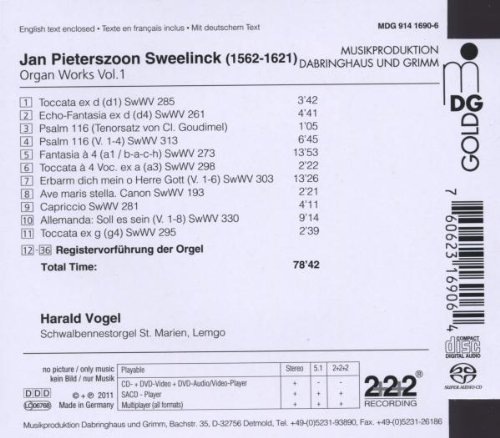 English text enclosed • Texte en français inclus • Mit deutschem Text
MDG 914 1690-6
Jan Pieterszoon Sweelinck (1562-1621)
Organ Works Vol.1
MUSIKPRODUKTION
DABRINGHAUS UND GRIMM
DG
GOLD
1 Toccata ex d (d1) SwWV 285 3'42
2 Echo-Fantasia ex d (d4) SwWV 261 4'41
3 Psalm 116 (Tenorsatz von Cl. Goudimel) 1'05
4 Psalm 116 (V. 1-4) SwWV 313 6'45
5 Fantasia à 4 (a1 / b-a-c-h) SwWV 273 13'53
6 Toccata à 4 Voc. ex a (a3) SwWV 298 2'22
7 Erbarm dich mein o Herre Gott (V. 1-6) SwWV 303 13'26
8 Ave maris stella. Canon SwWV 193 2'21
9 Capriccio SwWV 281 4'11
10 Allemanda: Soll es sein (V. 1-8) SwWV 330 9'14
11 Toccata ex g (g4) SwWV 295 2'39
12 - 36 Registervorführung der Orgel
Total Time: 78'42
7 60623 16906 4
Harald Vogel
Schwalbennestorgel St. Marien, Lemgo
COMPACT
disc
DIGITAL AUDIO
SUPER AUDIO CD
no picture / only music
kein Bild / nur Musik
Playable Stereo 5.1 2+2+2
CD- + DVD-Video + DVD-Audio/Video-Player + - -
SACD - Player + + +
Multiplayer (all formats) + + +
DDD
LC06768
© + ℗ 2011
Made in Germany
2+2+2®
RECORDING
Musikproduktion Dabringhaus und Grimm, Bachstr. 35, D-32756 Detmold, Tel.+49-(0)5231-93890, Fax.+49-(0)5231-26186